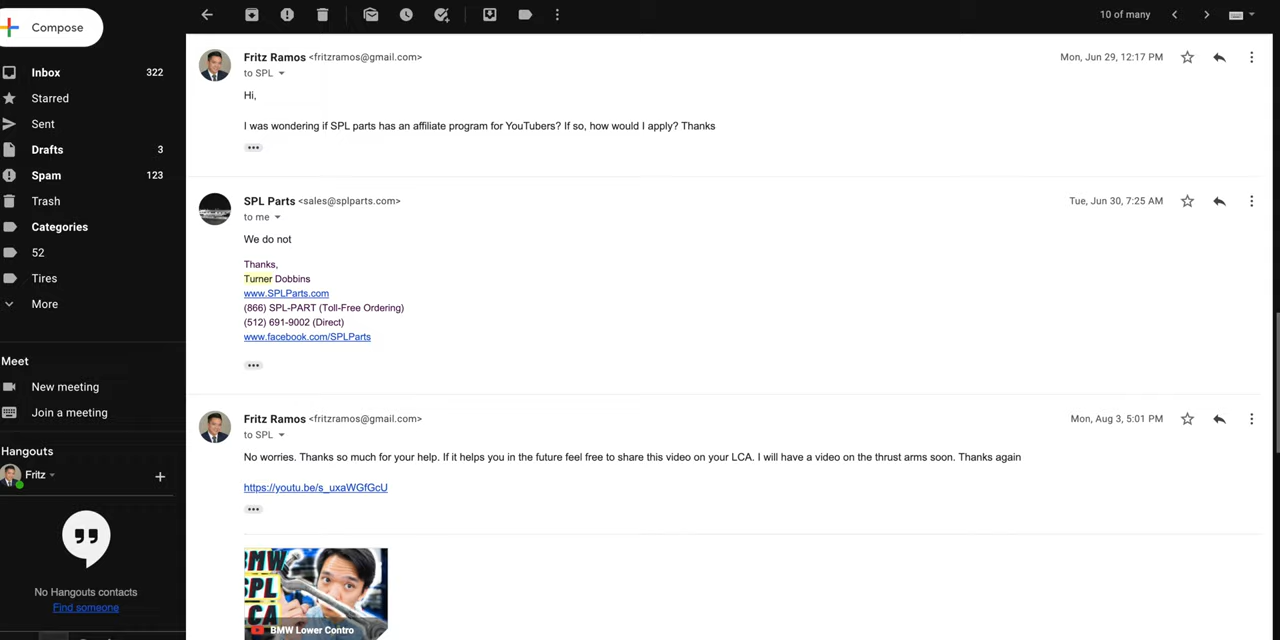 Compose
10 of many
Inbox 322
Starred
Sent
Drafts 3
Spam 123
Trash
Categories
52
Tires
More
Meet
New meeting
Join a meeting
Hangouts
Fritz
No Hangouts contacts
Find someone
Fritz Ramos <fritzramos@gmail.com> Mon, Jun 29, 12:17 PM
to SPL
Hi,
I was wondering if SPL parts has an affiliate program for YouTubers? If so, how would I apply? Thanks
SPL Parts <sales@splparts.com> Tue, Jun 30, 7:25 AM
to me
We do not
Thanks,
Turner Dobbins
www.SPLParts.com
(866) SPL-PART (Toll-Free Ordering)
(512) 691-9002 (Direct)
www.facebook.com/SPLParts
Fritz Ramos <fritzramos@gmail.com> Mon, Aug 3, 5:01 PM
to SPL
No worries. Thanks so much for your help. If it helps you in the future feel free to share this video on your LCA. I will have a video on the thrust arms soon. Thanks again
https://youtu.be/s_uxaWGfGcU
BMW
SPL
LCA
BMW Lower Contro